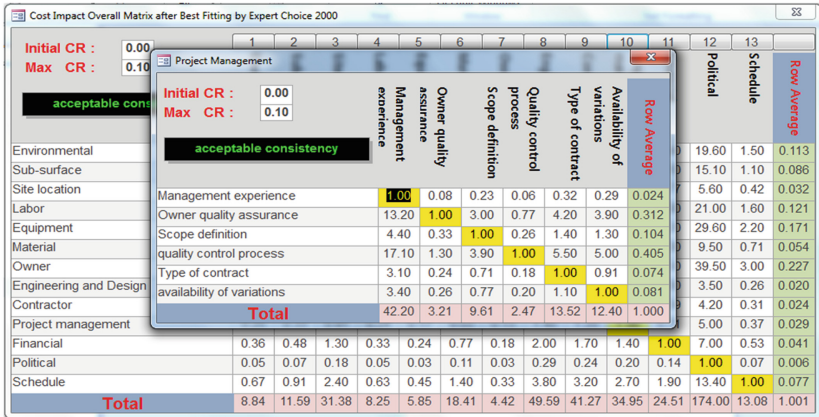 Cost Impact Overall Matrix after Best Fitting by Expert Choice 2000
Initial CR : 0.00
Max CR : 0.10
acceptable cons
1 2 3 4 5 6 7 8 9 10 11 12 13
Political Schedule Row Average
Environmental 19.60 1.50 0.113
Sub-surface 15.10 1.10 0.086
Site location 5.60 0.42 0.032
Labor 21.00 1.60 0.121
Equipment 29.60 2.20 0.171
Material 9.50 0.71 0.054
Owner 39.50 3.00 0.227
Engineering and Design 3.50 0.26 0.020
Contractor 4.20 0.31 0.024
Project management 5.00 0.37 0.029
Financial 0.36 0.48 1.30 0.33 0.24 0.77 0.18 2.00 1.70 1.40 1.00 7.00 0.53 0.041
Political 0.05 0.07 0.18 0.05 0.03 0.11 0.03 0.29 0.24 0.20 0.14 1.00 0.07 0.006
Schedule 0.67 0.91 2.40 0.63 0.45 1.40 0.33 3.80 3.20 2.70 1.90 13.40 1.00 0.077
Total 8.84 11.59 31.38 8.25 5.85 18.41 4.42 49.59 41.27 34.95 24.51 174.00 13.08 1.001
Project Management
Initial CR : 0.00
Max CR : 0.10
acceptable consistency
Management experience Owner quality assurance Scope definition Quality control process Type of contract Availability of variations Row Average
Management experience 1.00 0.08 0.23 0.06 0.32 0.29 0.024
Owner quality assurance 13.20 1.00 3.00 0.77 4.20 3.90 0.312
Scope definition 4.40 0.33 1.00 0.26 1.40 1.30 0.104
quality control process 17.10 1.30 3.90 1.00 5.50 5.00 0.405
Type of contract 3.10 0.24 0.71 0.18 1.00 0.91 0.074
availability of variations 3.40 0.26 0.77 0.20 1.10 1.00 0.081
Total 42.20 3.21 9.61 2.47 13.52 12.40 1.000